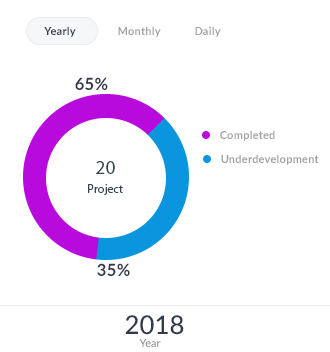 Yearly Monthly Daily
65%
Completed
Underdevelopment
20
Project
35%
2018
Year